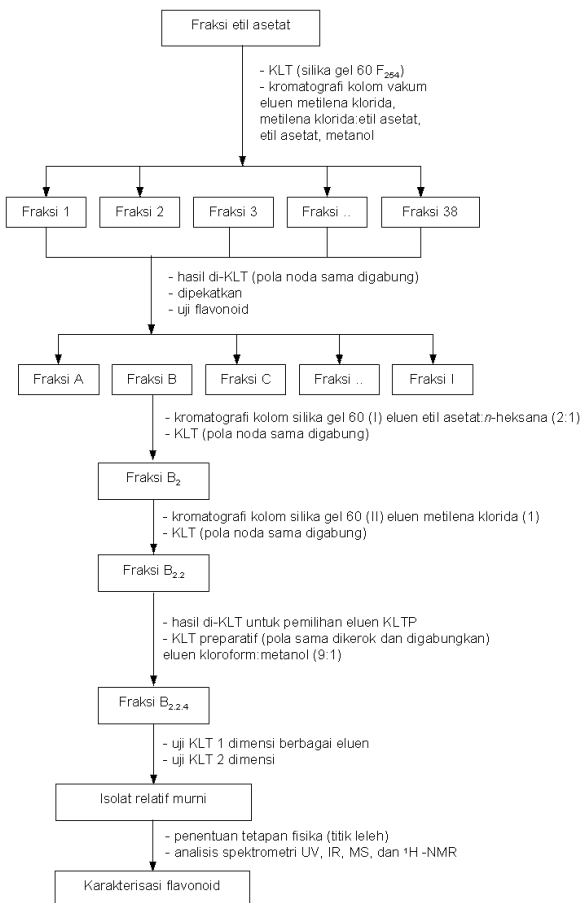 Fraksi etil asetat
- KLT (silika gel 60 F₂₅₄)
- kromatografi kolom vakum
eluen metilena klorida,
metilena klorida:etil asetat,
etil asetat, metanol
Fraksi 1
Fraksi 2
Fraksi 3
Fraksi ..
Fraksi 38
- hasil di-KLT (pola noda sama digabung)
- dipekatkan
- uji flavonoid
Fraksi A
Fraksi B
Fraksi C
Fraksi ..
Fraksi I
- kromatografi kolom silika gel 60 (I) eluen etil asetat:n-heksana (2:1)
- KLT (pola noda sama digabung)
Fraksi B₂
- kromatografi kolom silika gel 60 (II) eluen metilena klorida (1)
- KLT (pola noda sama digabung)
Fraksi B₂.₂
- hasil di-KLT untuk pemilihan eluen KLTP
- KLT preparatif (pola sama dikerok dan digabungkan)
eluen kloroform:metanol (9:1)
Fraksi B₂.₂.₄
- uji KLT 1 dimensi berbagai eluen
- uji KLT 2 dimensi
Isolat relatif murni
- penentuan tetapan fisika (titik leleh)
- analisis spektrometri UV, IR, MS, dan ¹H -NMR
Karakterisasi flavonoid